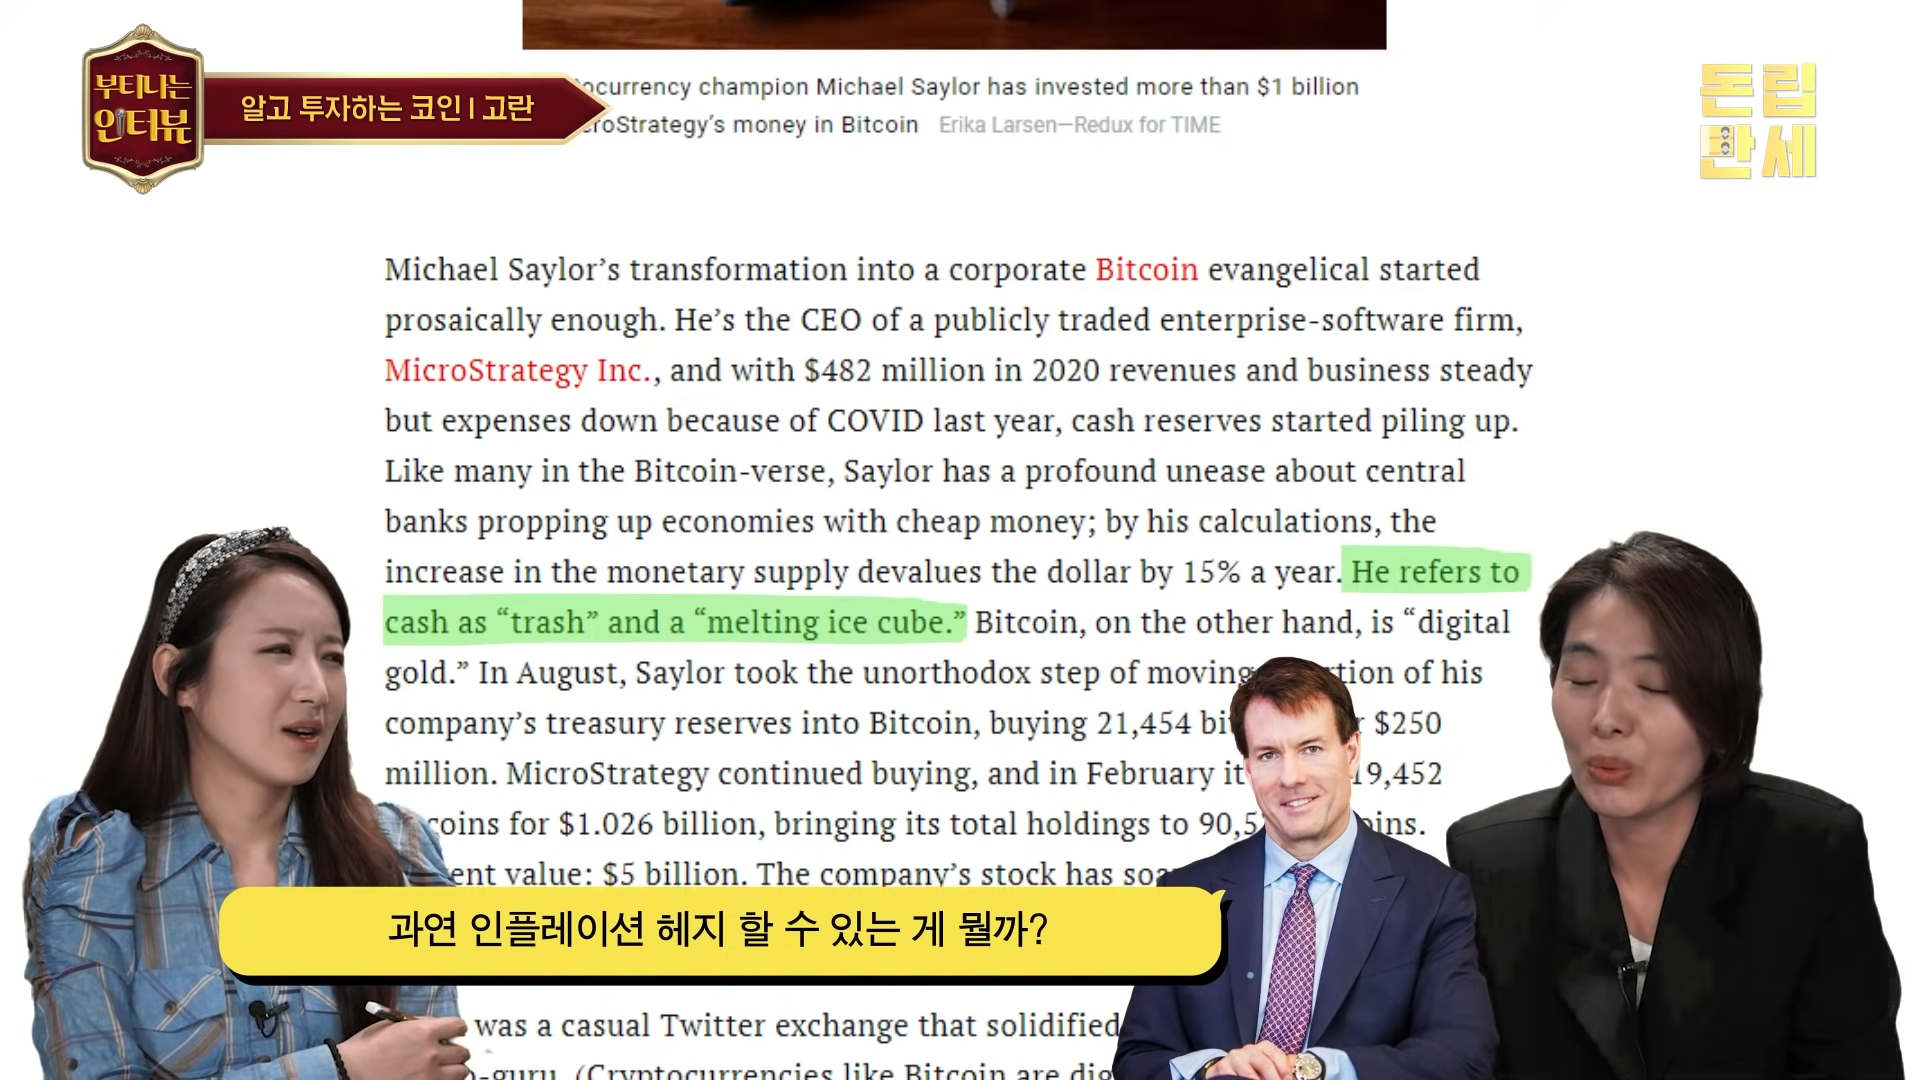 부티나는
인터뷰
알고 투자하는 코인 | 고란
돈립
만세
champion Michael Saylor has invested more than $1 billion
money in Bitcoin Erika Larsen—Redux for TIME
Michael Saylor’s transformation into a corporate Bitcoin evangelical started
prosaically enough. He’s the CEO of a publicly traded enterprise-software firm,
MicroStrategy Inc., and with $482 million in 2020 revenues and business steady
but expenses down because of COVID last year, cash reserves started piling up.
Like many in the Bitcoin-verse, Saylor has a profound unease about central
banks propping up economies with cheap money; by his calculations, the
increase in the monetary supply devalues the dollar by 15% a year. He refers to
cash as “trash” and a “melting ice cube.” Bitcoin, on the other hand, is “digital
gold.” In August, Saylor took the unorthodox step of moving of his
company’s treasury reserves into Bitcoin, buying 21,454 $250
million. MicroStrategy continued buying, and in February
for $1.026 billion, bringing its total holdings to
value: $5 billion. The company’s stock has
과연 인플레이션 헤지 할 수 있는 게 뭘까?
was a casual Twitter exchange that solidified
(Cryptocurrencies like Bitcoin are